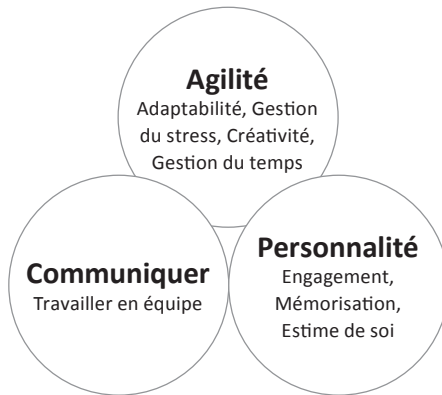 Agilité
Adaptabilité, Gestion
du stress, Créativité,
Gestion du temps
Communiquer
Travailler en équipe
Personnalité
Engagement,
Mémorisation,
Estime de soi